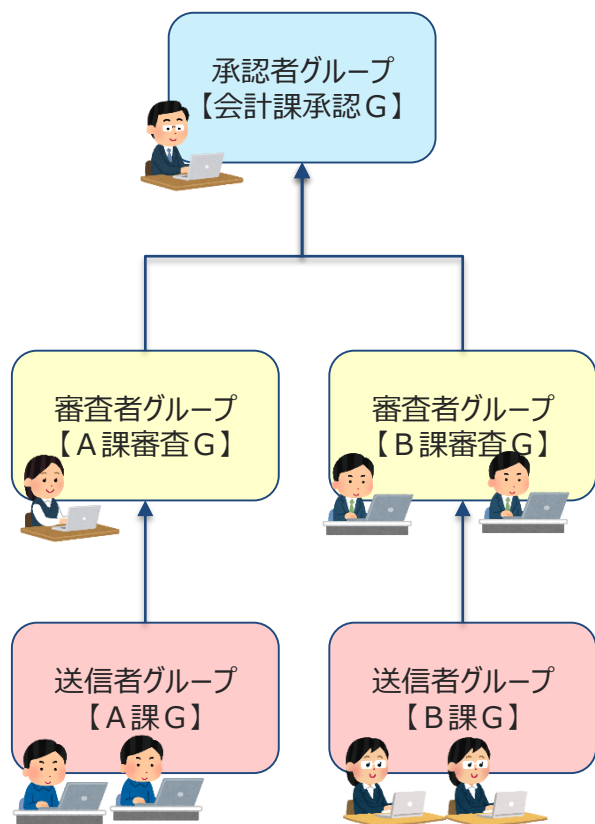 承認者グループ
【会計課承認Ｇ】
審査者グループ
【Ａ課審査Ｇ】
審査者グループ
【Ｂ課審査Ｇ】
送信者グループ
【Ａ課Ｇ】
送信者グループ
【Ｂ課Ｇ】